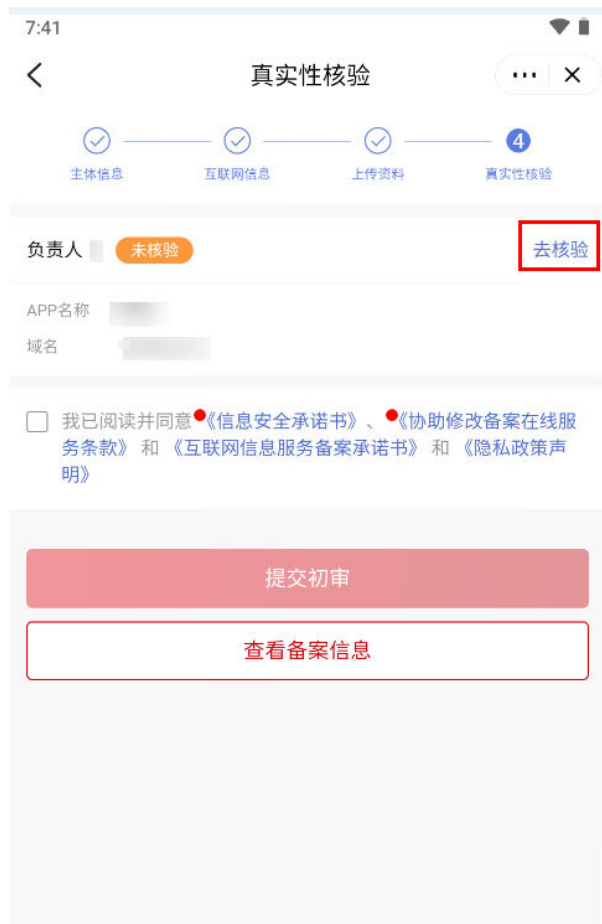 7:41
真实性核验
主体信息
互联网信息
上传资料
4
真实性核验
负责人
未核验
去核验
APP名称
域名
我已阅读并同意《信息安全承诺书》、《协助修改备案在线服
务条款》 和 《互联网信息服务备案承诺书》 和 《隐私政策声
明》
提交初审
查看备案信息